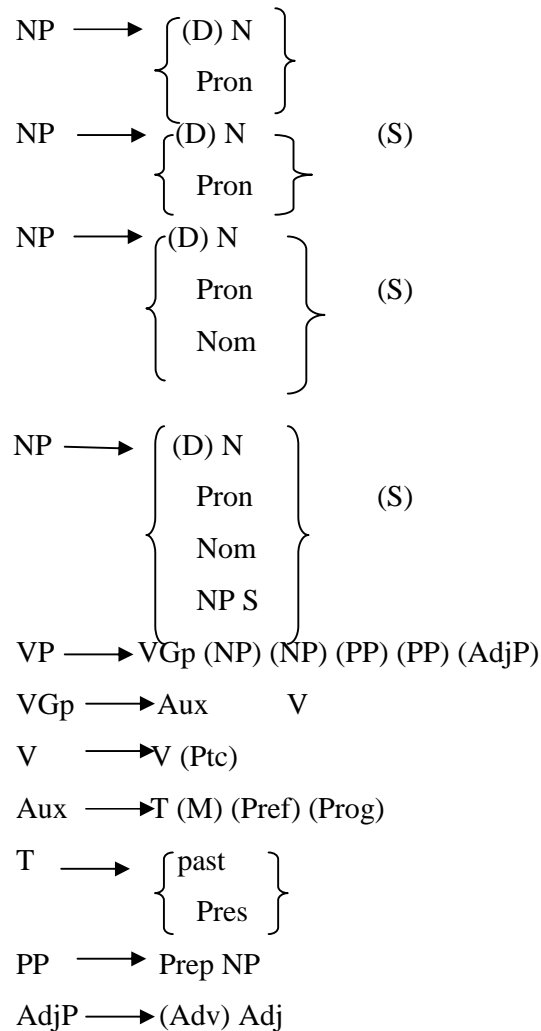 NP ⟶ { (D) N }
Pron
NP ⟶ { (D) N } (S)
Pron
NP ⟶ { (D) N
Pron } (S)
Nom
NP ⟶ { (D) N
Pron } (S)
Nom
NP S
VP ⟶ VGp (NP) (NP) (PP) (PP) (AdjP)
VGp ⟶ Aux V
V ⟶ V (Ptc)
Aux ⟶ T (M) (Pref) (Prog)
T ⟶ { past }
Pres
PP ⟶ Prep NP
AdjP ⟶ (Adv) Adj